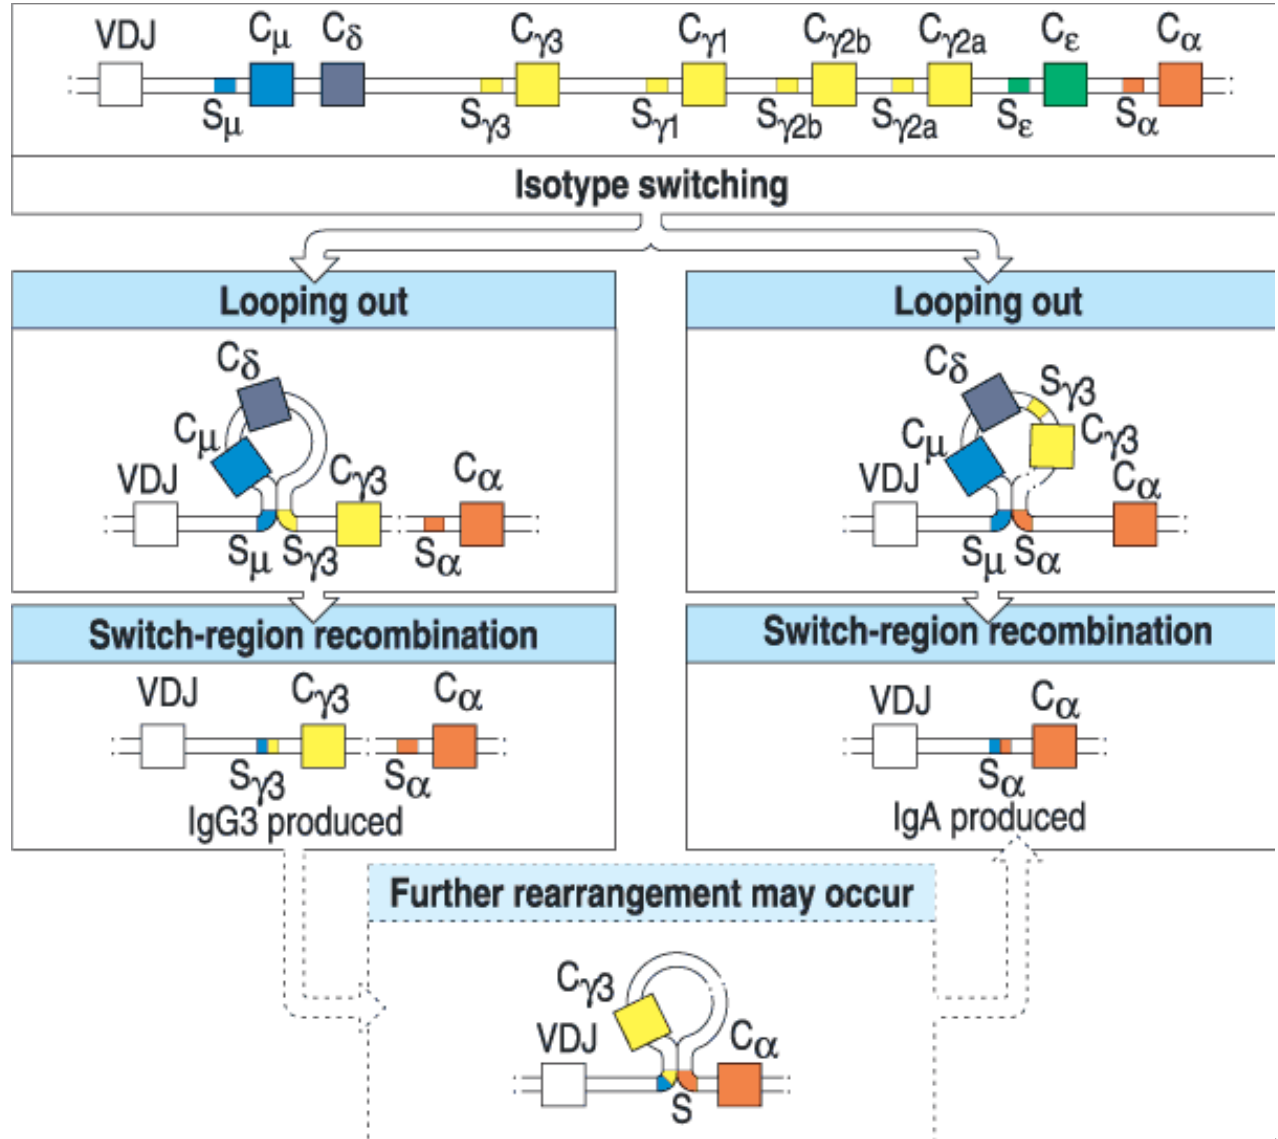 VDJ Cμ Cδ Cγ3 Cγ1 Cγ2b Cγ2a Cε Cα
Sμ Sγ3 Sγ1 Sγ2b Sγ2a Sε Sα
Isotype switching
Looping out
Cδ
Cμ
VDJ Cγ3 Cα
Sμ Sγ3 Sα
Switch-region recombination
VDJ Cγ3 Cα
Sγ3 Sα
IgG3 produced
Looping out
Cδ Sγ3
Cμ Cγ3
VDJ Cα
Sμ Sα
Switch-region recombination
VDJ Cα
Sα
IgA produced
Further rearrangement may occur
Cγ3
VDJ Cα
S